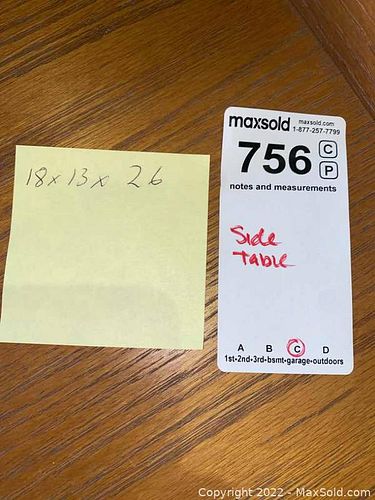 18x13x 26
maxsold maxsold.com
1-877-257-7799
756 C
P
notes and measurements
Side
Table
A B C D
1st-2nd-3rd-bsmt-garage-outdoors
Copyright 2022 - MaxSold.com